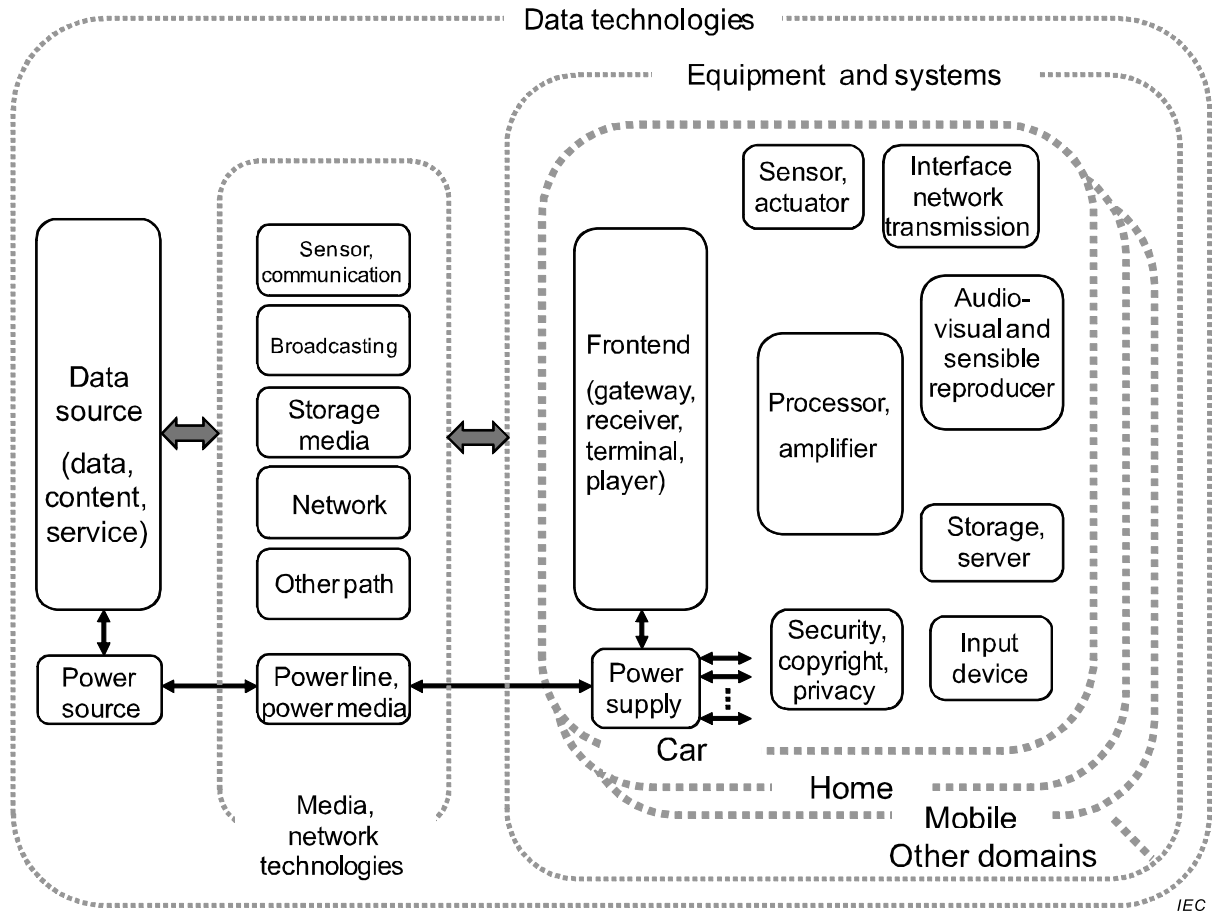 Data technologies
Equipment and systems
Sensor,
actuator
Interface
network
transmission
Sensor,
communication
Broadcasting
Storage
media
Network
Other path
Data
source
(data,
content,
service)
Frontend
(gateway,
receiver,
terminal,
player)
Processor,
amplifier
Audio-
visual and
sensible
reproducer
Storage,
server
Power
source
Power line,
power media
Power
supply
Security,
copyright,
privacy
Input
device
Car
Home
Mobile
Other domains
Media,
network
technologies
IEC